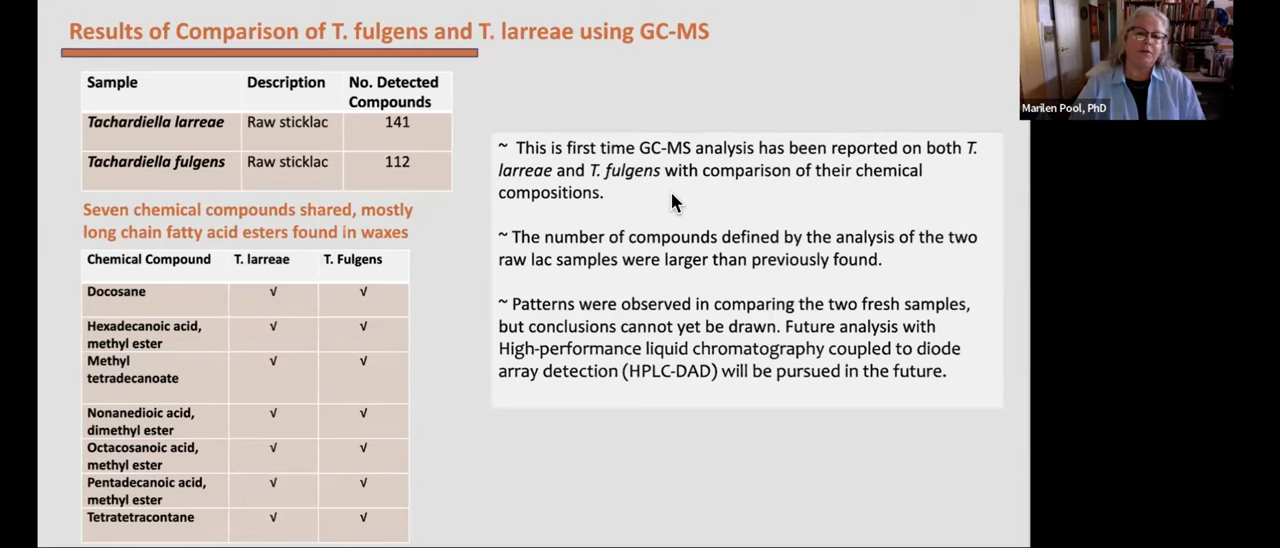 Results of Comparison of T. fulgens and T. larreae using GC-MS
Sample Description No. Detected
Compounds
Tachardiella larreae Raw sticklac 141
Tachardiella fulgens Raw sticklac 112
Seven chemical compounds shared, mostly
long chain fatty acid esters found in waxes
Chemical Compound T. larreae T. Fulgens
Docosane √ √
Hexadecanoic acid, √ √
methyl ester
Methyl √ √
tetradecanoate
Nonanedioic acid, √ √
dimethyl ester
Octacosanoic acid, √ √
methyl ester
Pentadecanoic acid, √ √
methyl ester
Tetratetracontane √ √
~ This is first time GC-MS analysis has been reported on both T.
larreae and T. fulgens with comparison of their chemical
compositions.
~ The number of compounds defined by the analysis of the two
raw lac samples were larger than previously found.
~ Patterns were observed in comparing the two fresh samples,
but conclusions cannot yet be drawn. Future analysis with
High-performance liquid chromatography coupled to diode
array detection (HPLC-DAD) will be pursued in the future.
Marilen Pool, PhD